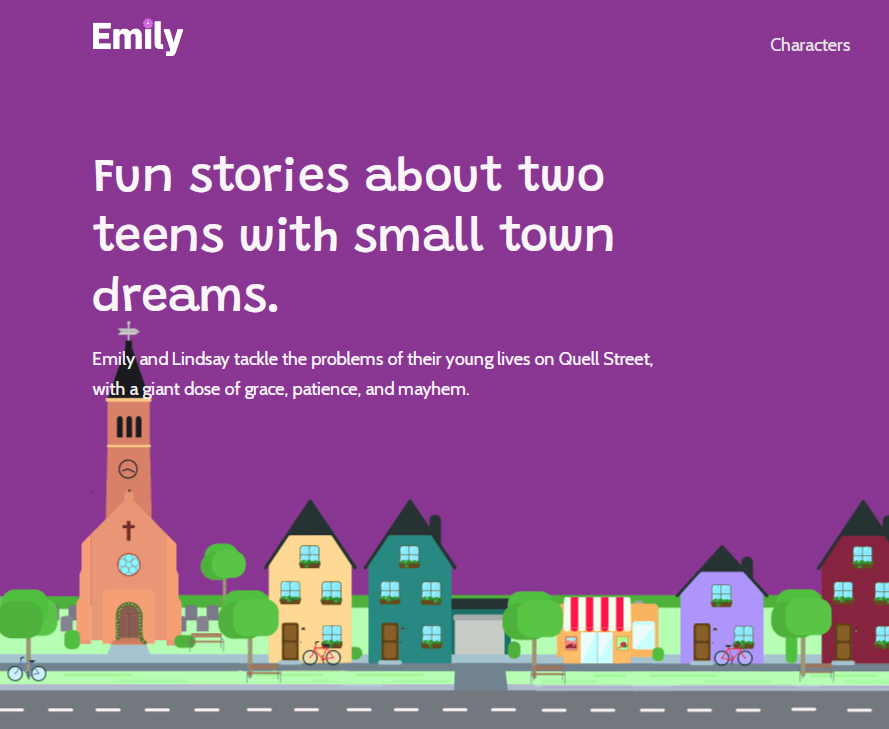 Emily
Characters
Fun stories about two
teens with small town
dreams.
Emily and Lindsay tackle the problems of their young lives on Quell Street,
with a giant dose of grace, patience, and mayhem.